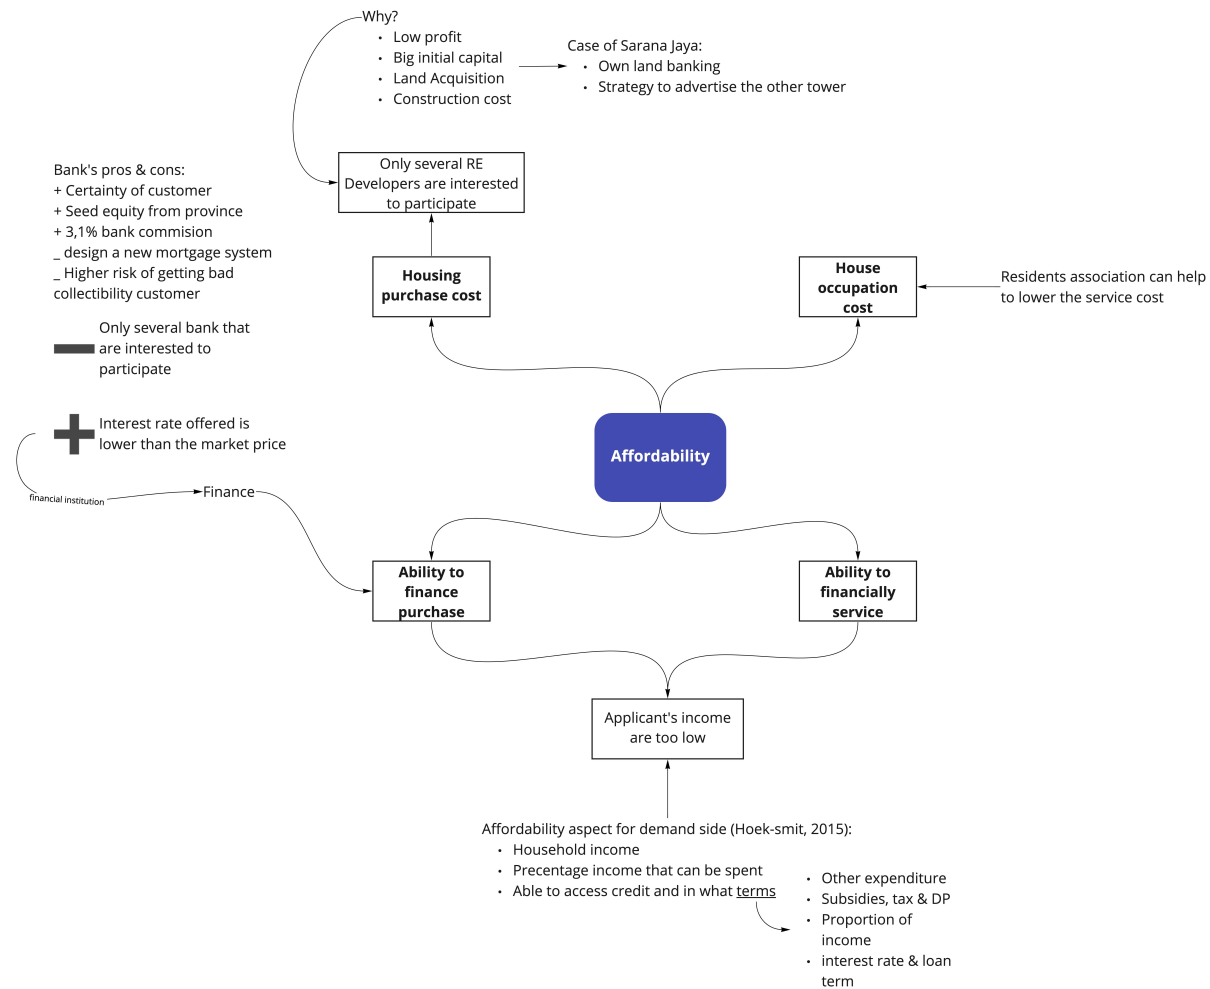 Why?
• Low profit
• Big initial capital
• Land Acquisition
• Construction cost
Case of Sarana Jaya:
• Own land banking
• Strategy to advertise the other tower
Only several RE
Developers are interested
to participate
Bank's pros & cons:
+ Certainty of customer
+ Seed equity from province
+ 3,1% bank commision
_ design a new mortgage system
_ Higher risk of getting bad
collectibility customer
Housing
purchase cost
House
occupation
cost
Residents association can help
to lower the service cost
Only several bank that
are interested to
participate
Interest rate offered is
lower than the market price
Affordability
financial institution
Finance
Ability to
finance
purchase
Ability to
financially
service
Applicant's income
are too low
Affordability aspect for demand side (Hoek-smit, 2015):
• Household income
• Precentage income that can be spent
• Able to access credit and in what terms
• Other expenditure
• Subsidies, tax & DP
• Proportion of
income
• interest rate & loan
term